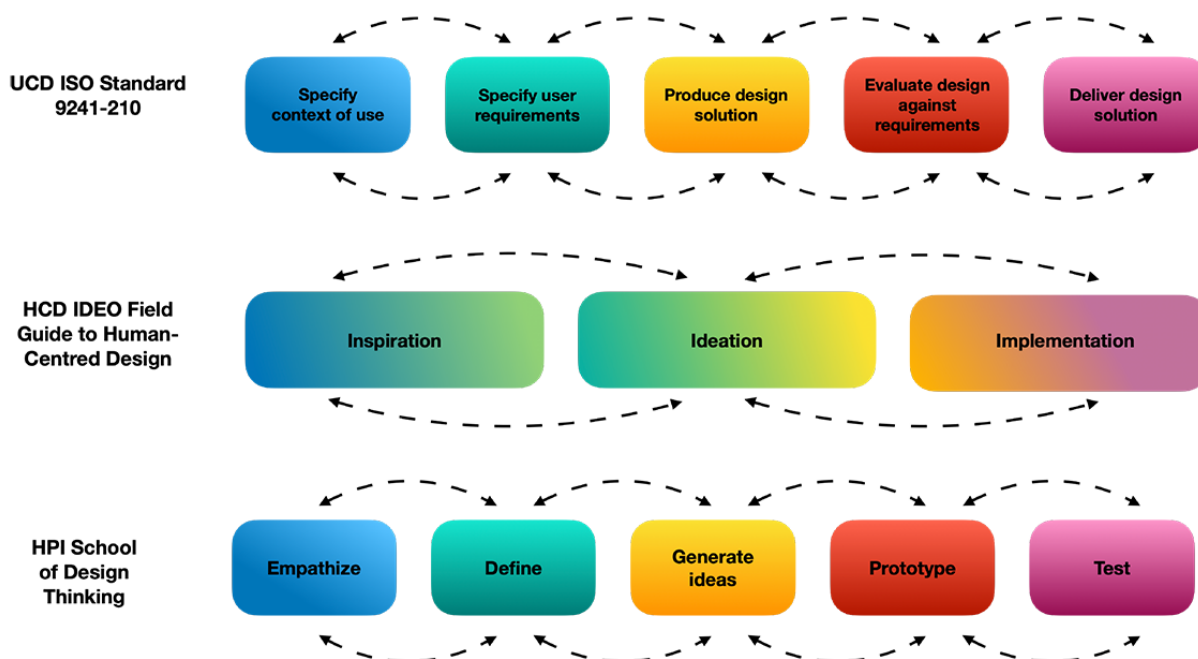 UCD ISO Standard
9241-210
Specify
context of use
Specify user
requirements
Produce design
solution
Evaluate design
against
requirements
Deliver design
solution
HCD IDEO Field
Guide to Human-
Centred Design
Inspiration
Ideation
Implementation
HPI School
of Design
Thinking
Empathize
Define
Generate
ideas
Prototype
Test